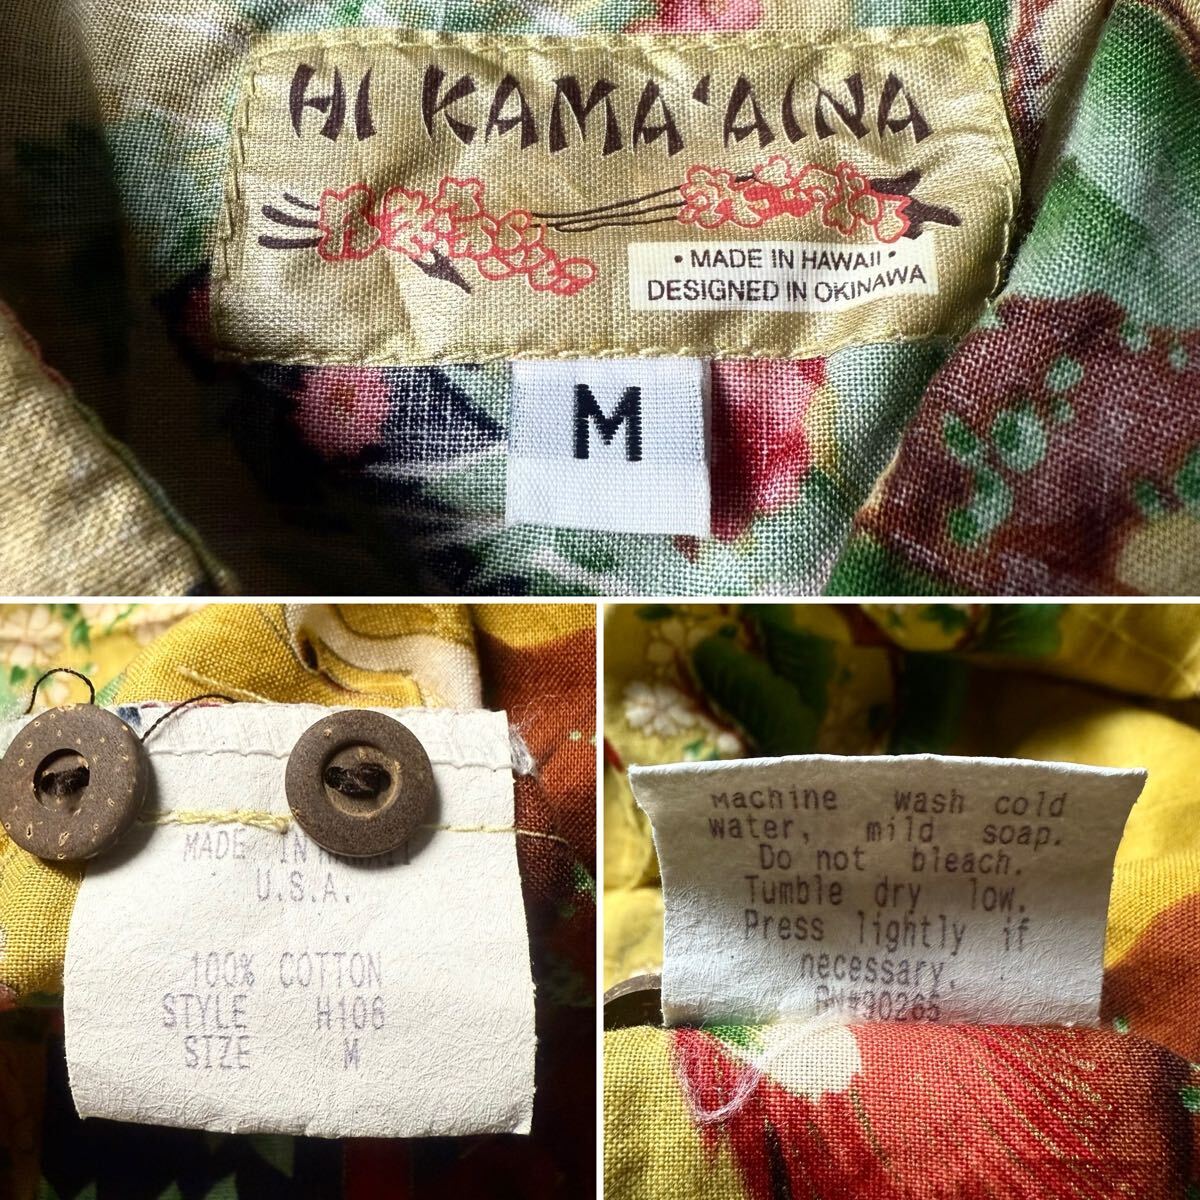 HI KAMA'AINA
• MADE IN HAWAII •
DESIGNED IN OKINAWA
M
MADE IN HAWAII
U.S.A.
100% COTTON
STYLE H106
SIZE M
Machine wash cold
water, mild soap.
Do not bleach.
Tumble dry low.
Press lightly if
necessary.
RN#90265